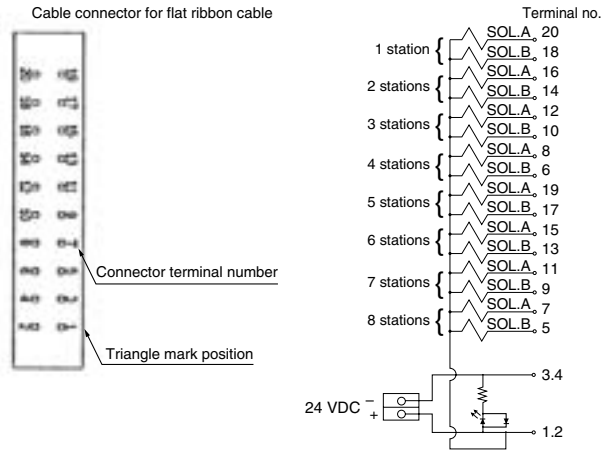 Cable connector for flat ribbon cable
Terminal no.
1 station
SOL.A 20
SOL.B 18
2 stations
SOL.A 16
SOL.B 14
3 stations
SOL.A 12
SOL.B 10
4 stations
SOL.A 8
SOL.B 6
5 stations
SOL.A 19
SOL.B 17
6 stations
SOL.A 15
SOL.B 13
7 stations
SOL.A 11
SOL.B 9
8 stations
SOL.A 7
SOL.B 5
Connector terminal number
Triangle mark position
24 VDC
–
+
3.4
1.2